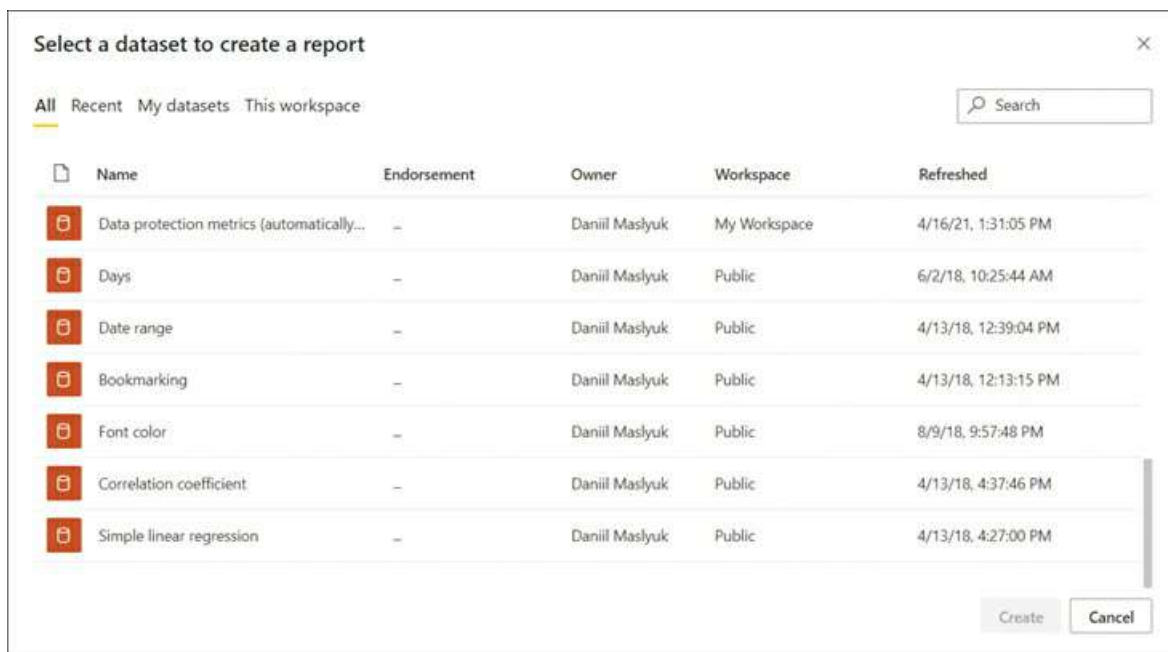 Select a dataset to create a report
All Recent My datasets This workspace Search
Name Endorsement Owner Workspace Refreshed
Data protection metrics (automatically... – Daniil Maslyuk My Workspace 4/16/21, 1:31:05 PM
Days – Daniil Maslyuk Public 6/2/18, 10:25:44 AM
Date range – Daniil Maslyuk Public 4/13/18, 12:39:04 PM
Bookmarking – Daniil Maslyuk Public 4/13/18, 12:13:15 PM
Font color – Daniil Maslyuk Public 8/9/18, 9:57:48 PM
Correlation coefficient – Daniil Maslyuk Public 4/13/18, 4:37:46 PM
Simple linear regression – Daniil Maslyuk Public 4/13/18, 4:27:00 PM
Create Cancel